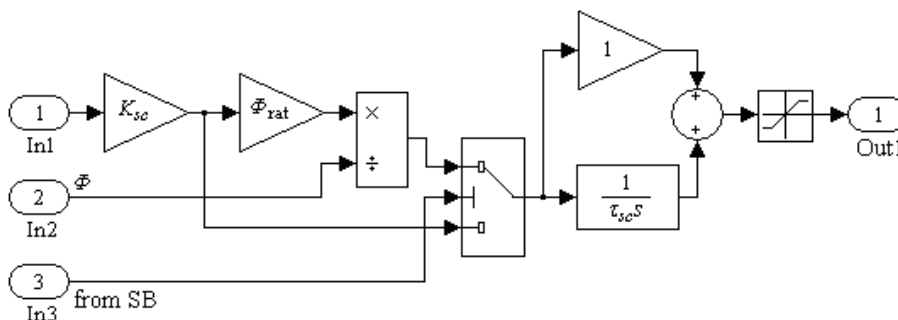 1
In1
K_sc
Φ_rat
×
÷
2
In2
Φ
3
In3
from SB
1
1
τ_sc s
+
+
1
Out1